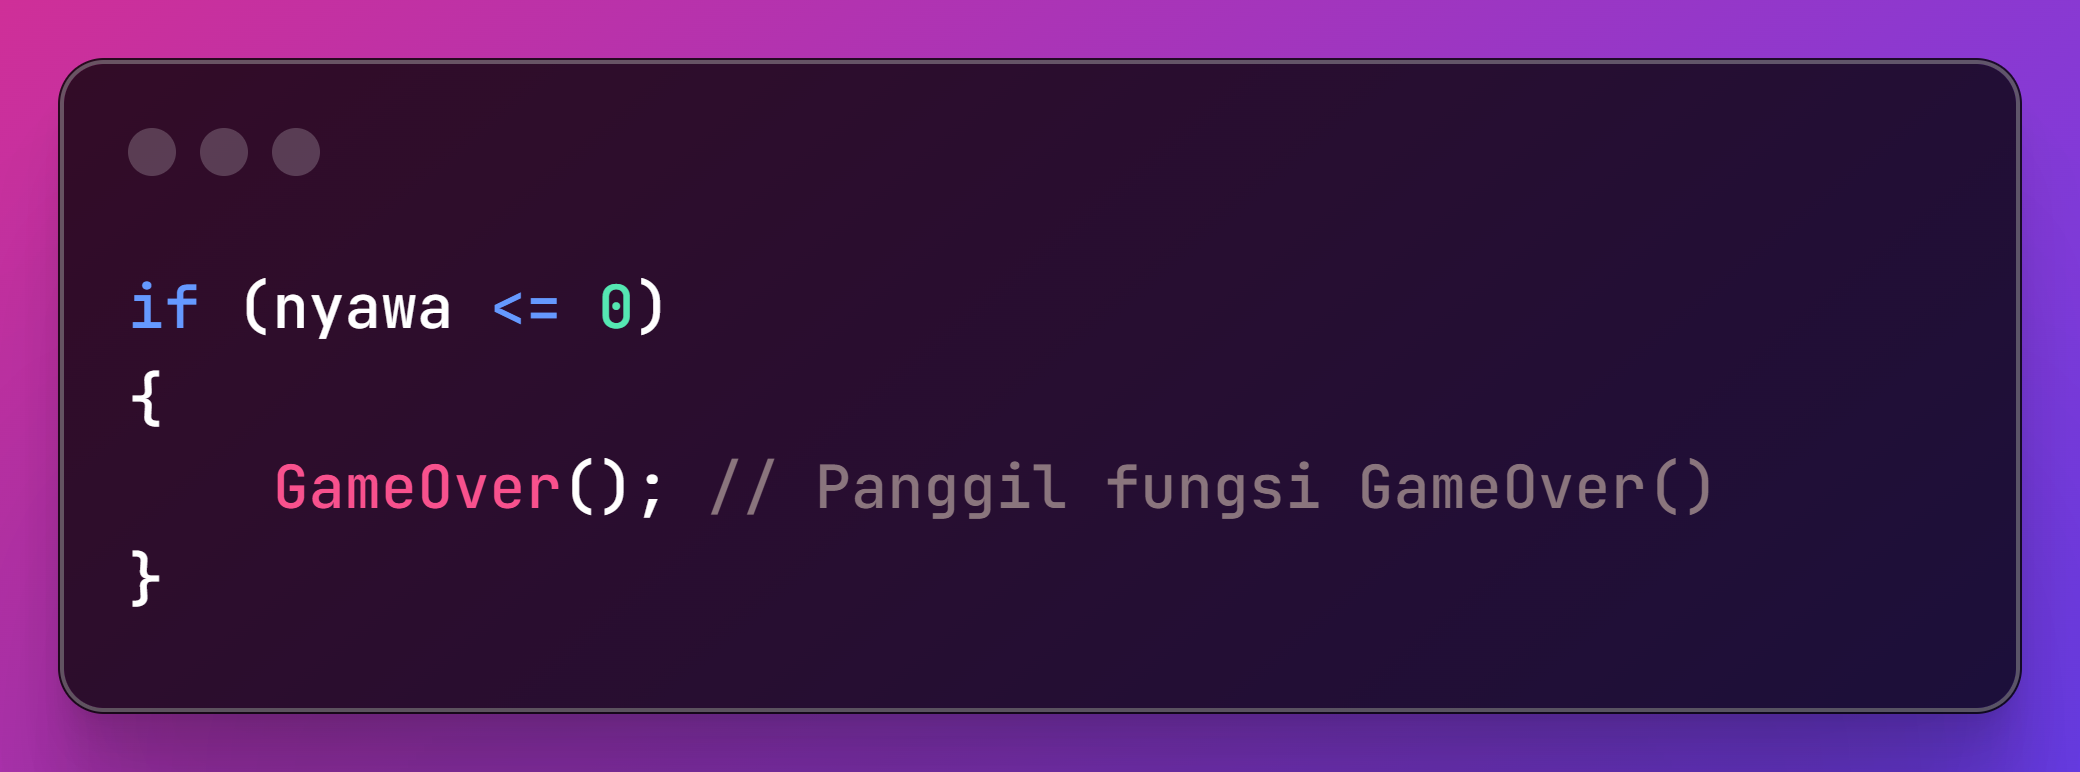 if (nyawa <= 0)
{
    GameOver(); // Panggil fungsi GameOver()
}